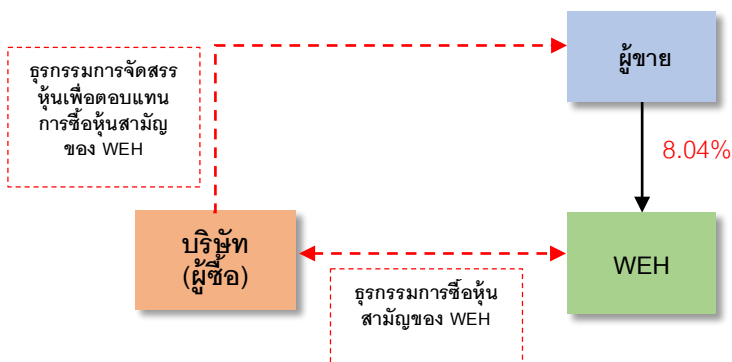 ธุรกรรมการจัดสรร
หุ้นเพื่อตอบแทน
การซื้อหุ้นสามัญ
ของ WEH
ผู้ขาย
8.04%
บริษัท
(ผู้ซื้อ)
WEH
ธุรกรรมการซื้อหุ้น
สามัญของ WEH